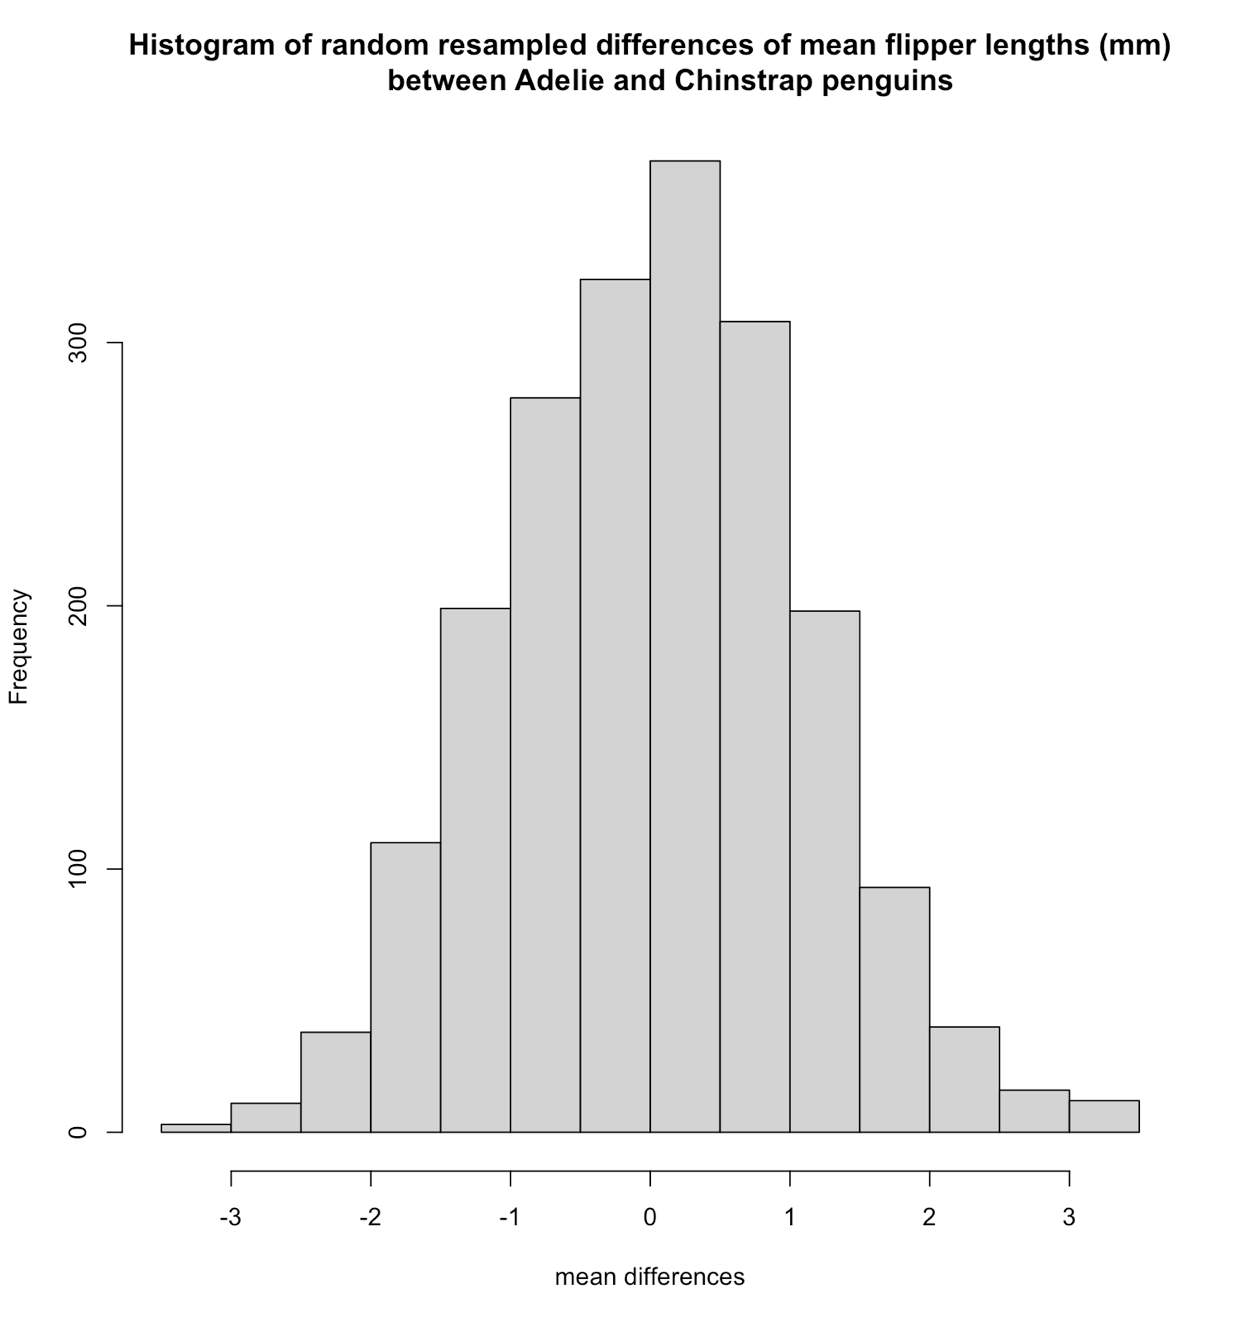 Histogram of random resampled differences of mean flipper lengths (mm)
between Adelie and Chinstrap penguins
300
200
100
0
Frequency
-3 -2 -1 0 1 2 3
mean differences